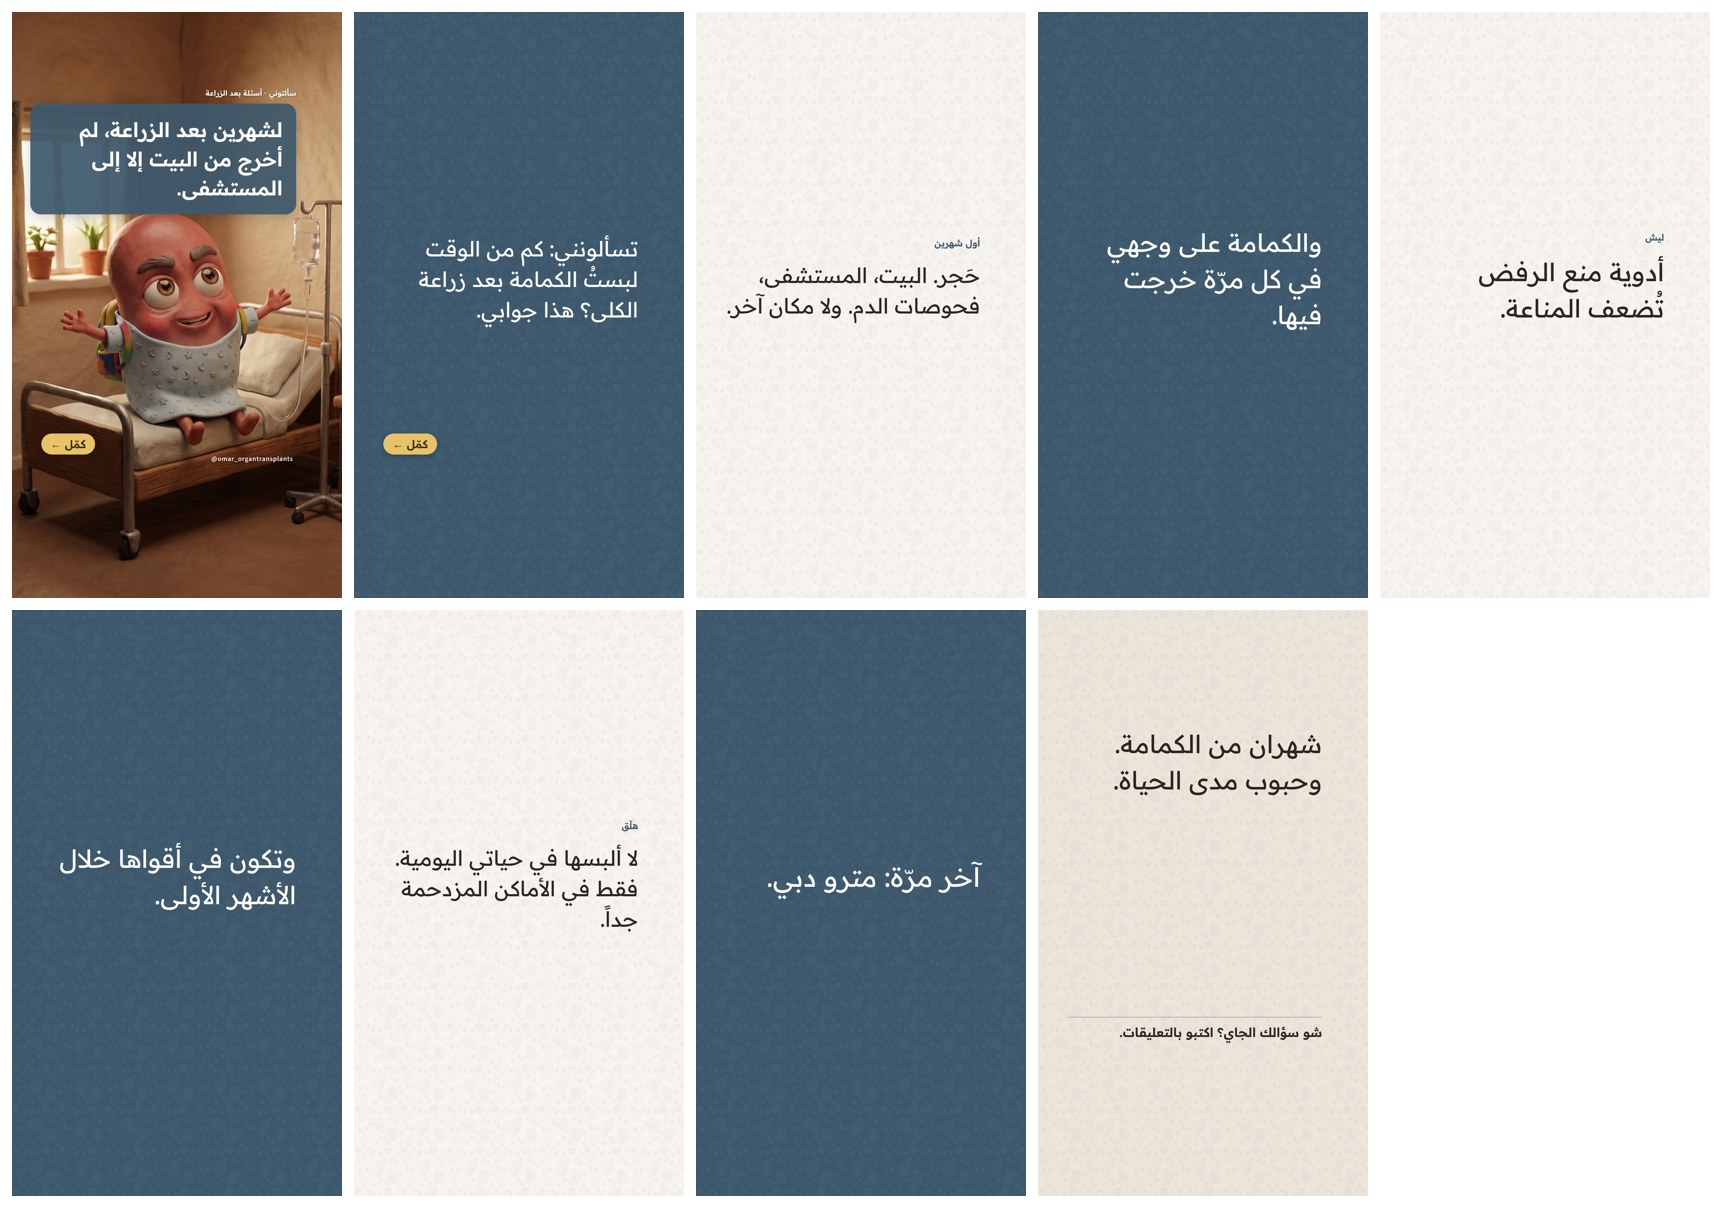 سألتوني · أسئلة بعد الزراعة
لشهرين بعد الزراعة، لم
أخرج من البيت إلا إلى
المستشفى.
كمّل ←
@omar_organtransplants
تسألونني: كم من الوقت
لبستُ الكمامة بعد زراعة
الكلى؟ هذا جوابي.
كمّل ←
أول شهرين
حَجر. البيت، المستشفى،
فحوصات الدم. ولا مكان آخر.
والكمامة على وجهي
في كل مرّة خرجت
فيها.
ليش
أدوية منع الرفض
تُضعف المناعة.
وتكون في أقواها خلال
الأشهر الأولى.
هلّق
لا ألبسها في حياتي اليومية.
فقط في الأماكن المزدحمة
جداً.
آخر مرّة: مترو دبي.
شهران من الكمامة.
وحبوب مدى الحياة.
شو سؤالك الجاي؟ اكتبو بالتعليقات.